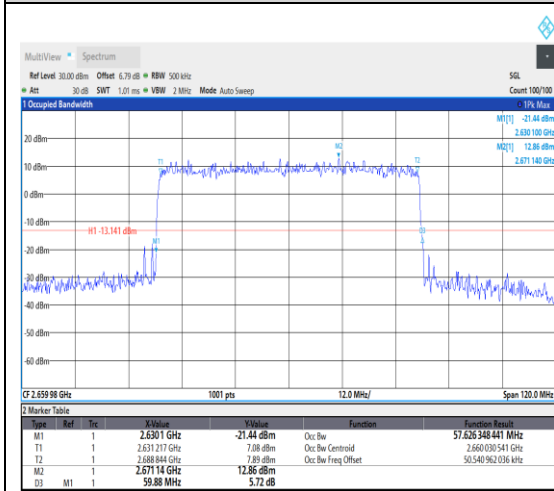 MultiView Spectrum
Ref Level 30.00 dBm Offset 6.79 dB RBW 500 kHz SGL
Att 30 dB SWT 1.01 ms VBW 2 MHz Mode Auto Sweep Count 100/100
1 Occupied Bandwidth 1Pk Max
M1[1] -21.44 dBm
2.630 100 GHz
M2[1] 12.86 dBm
2.671 140 GHz
20 dBm
M2
T1
T2
10 dBm
0 dBm
-10 dBm
H1 -13.141 dBm
M1
D3
-20 dBm
-30 dBm
-40 dBm
-50 dBm
-60 dBm
CF 2.659 98 GHz 1001 pts 12.0 MHz/ Span 120.0 MHz
2 Marker Table
Type Ref Trc X-Value Y-Value Function Function Result
M1 1 2.6301 GHz -21.44 dBm Occ Bw 57.626 348 441 MHz
T1 1 2.631 217 GHz 7.08 dBm Occ Bw Centroid 2.660 030 541 GHz
T2 1 2.688 844 GHz 7.89 dBm Occ Bw Freq Offset 50.540 962 036 kHz
M2 1 2.671 14 GHz 12.86 dBm
D3 M1 1 59.88 MHz 5.72 dB